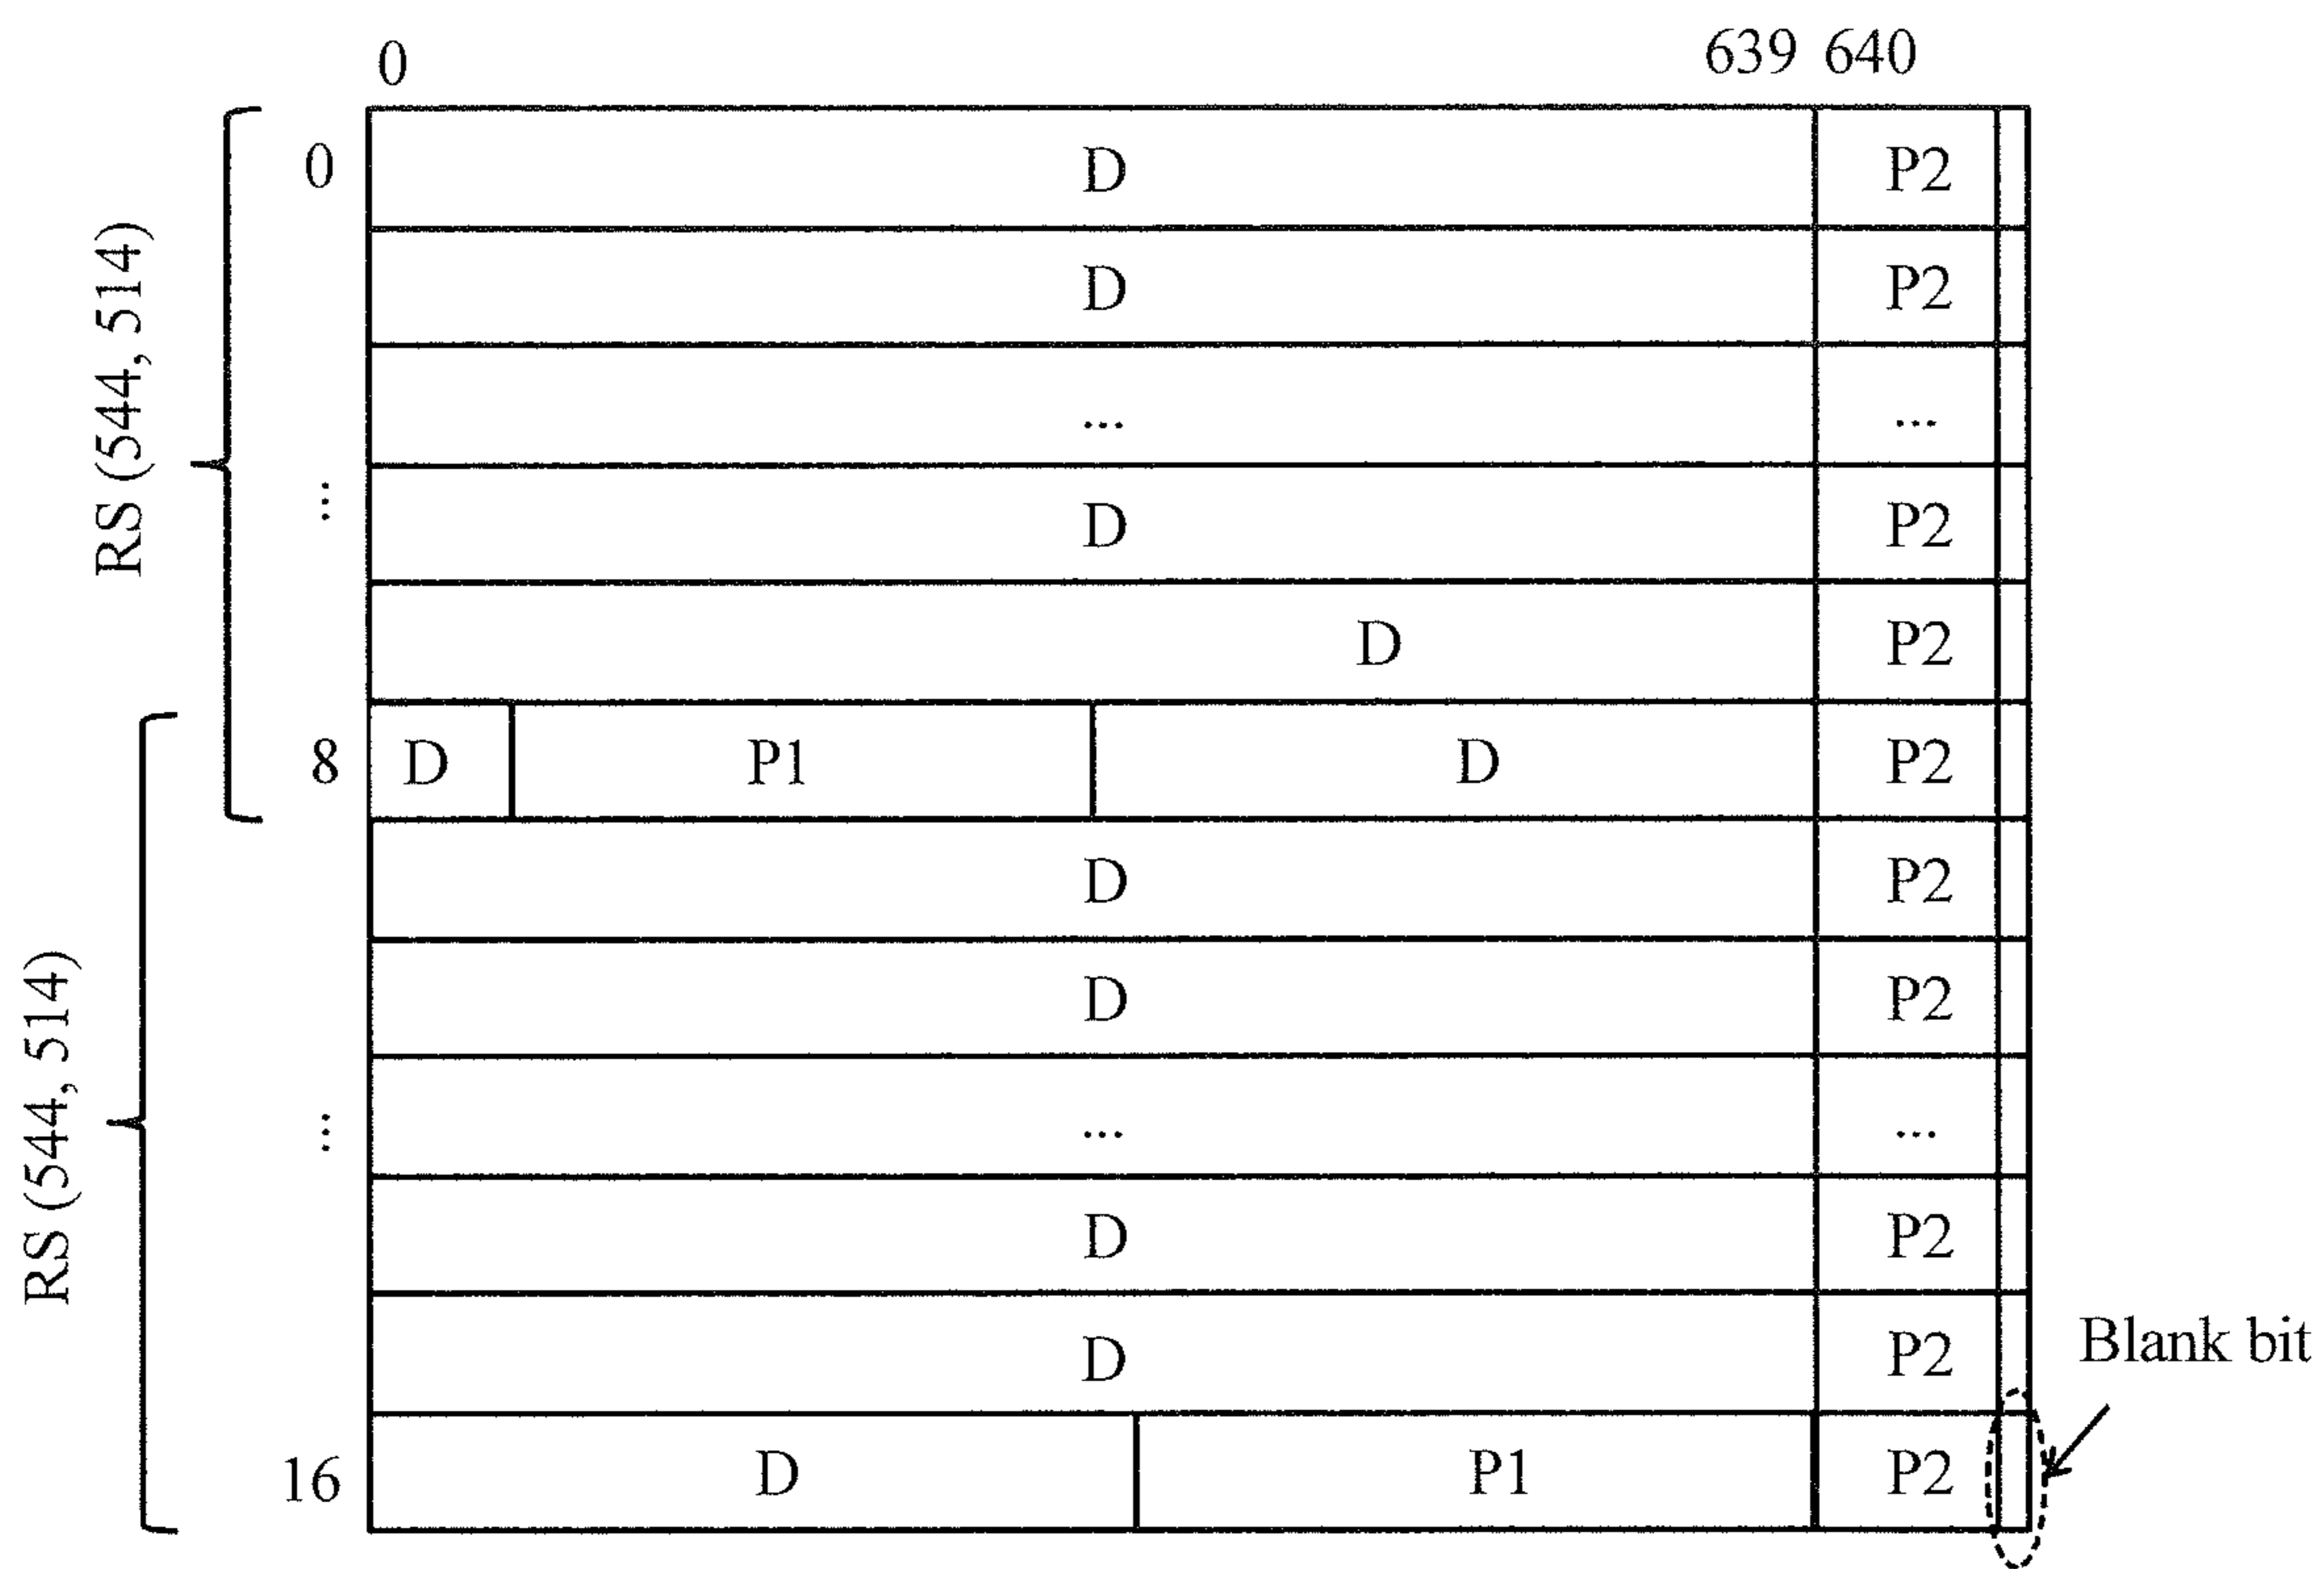 0 639 640
0 D P2
D P2
... ...
RS (544, 514)
... D P2
D P2
8 D P1 D P2
D P2
D P2
RS (544, 514)
... ... ...
D P2
D P2
Blank bit
16 D P1 P2